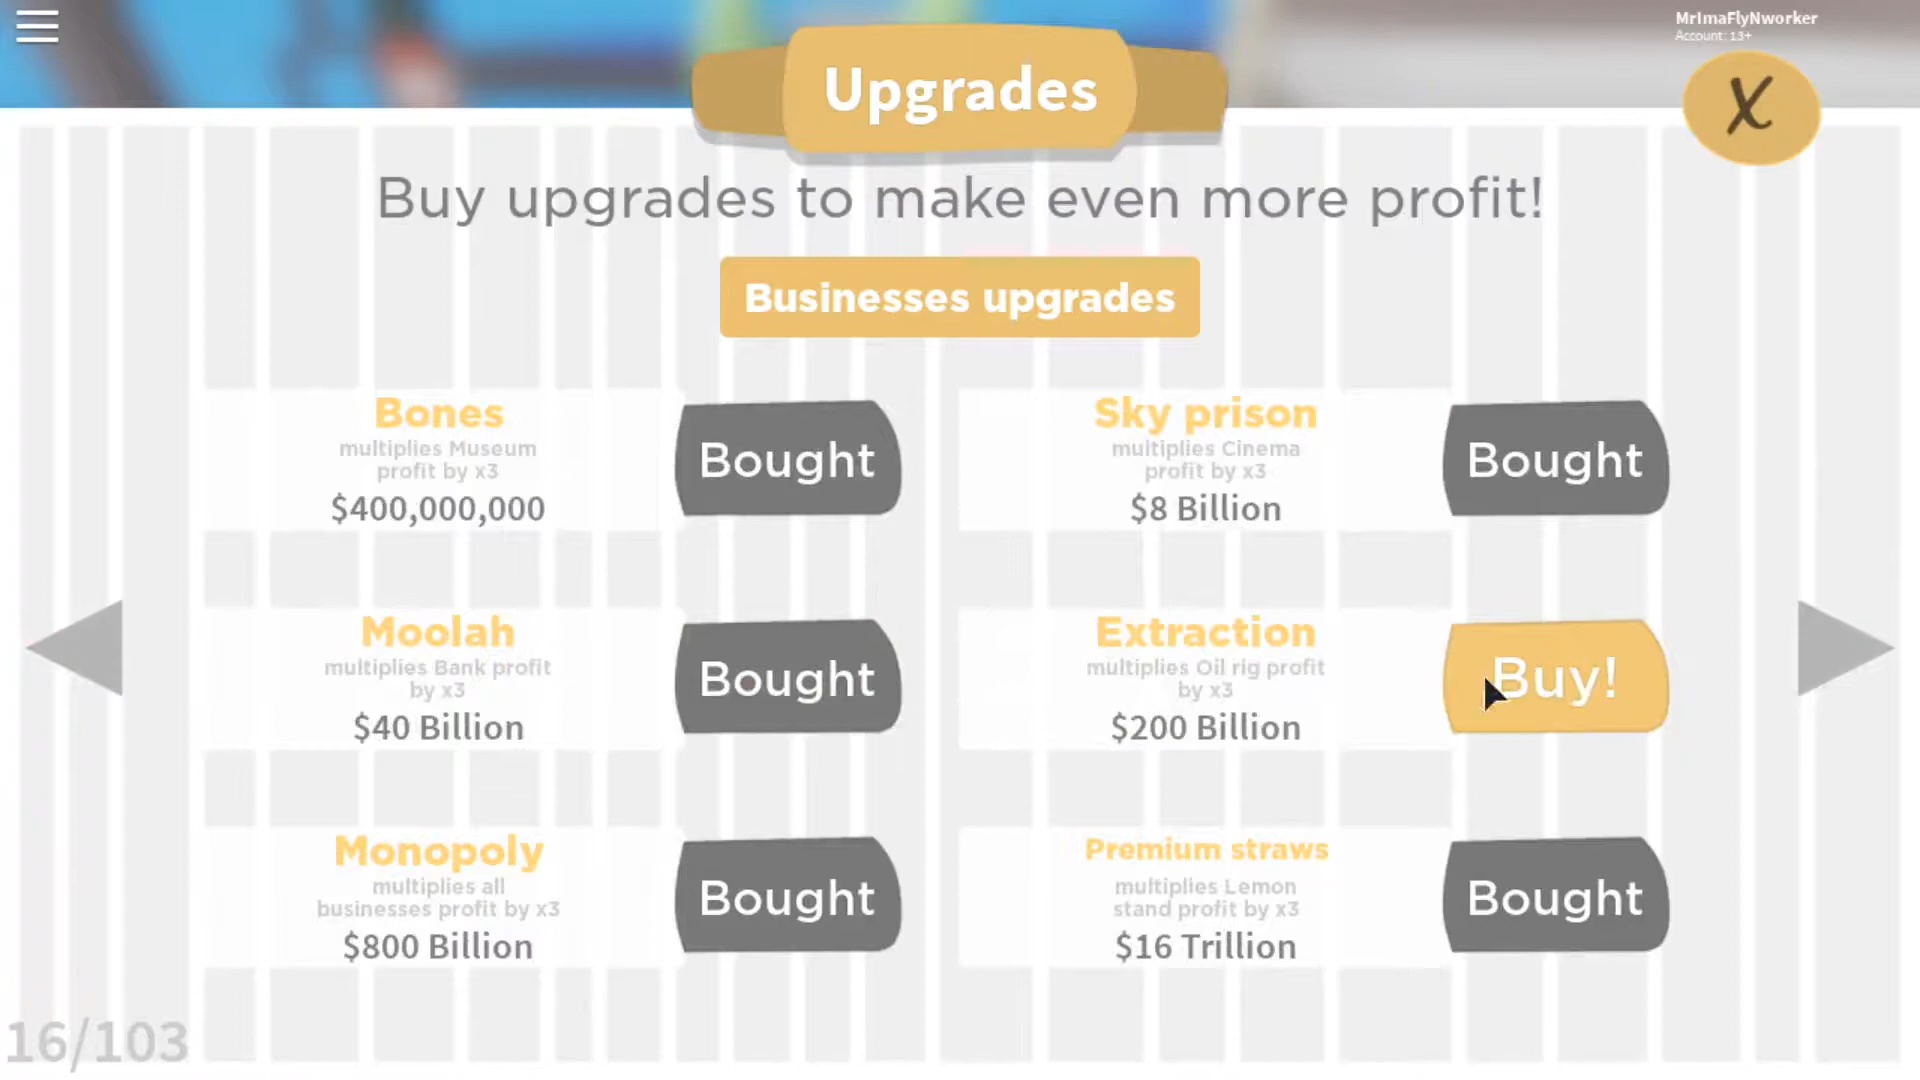 MrImaFlyNworker
Account: 13+
Upgrades
X
Buy upgrades to make even more profit!
Businesses upgrades
Bones
multiplies Museum
profit by x3
$400,000,000
Bought
Sky prison
multiplies Cinema
profit by x3
$8 Billion
Bought
Moolah
multiplies Bank profit
by x3
$40 Billion
Bought
Extraction
multiplies Oil rig profit
by x3
$200 Billion
Buy!
Monopoly
multiplies all
businesses profit by x3
$800 Billion
Bought
Premium straws
multiplies Lemon
stand profit by x3
$16 Trillion
Bought
16/103